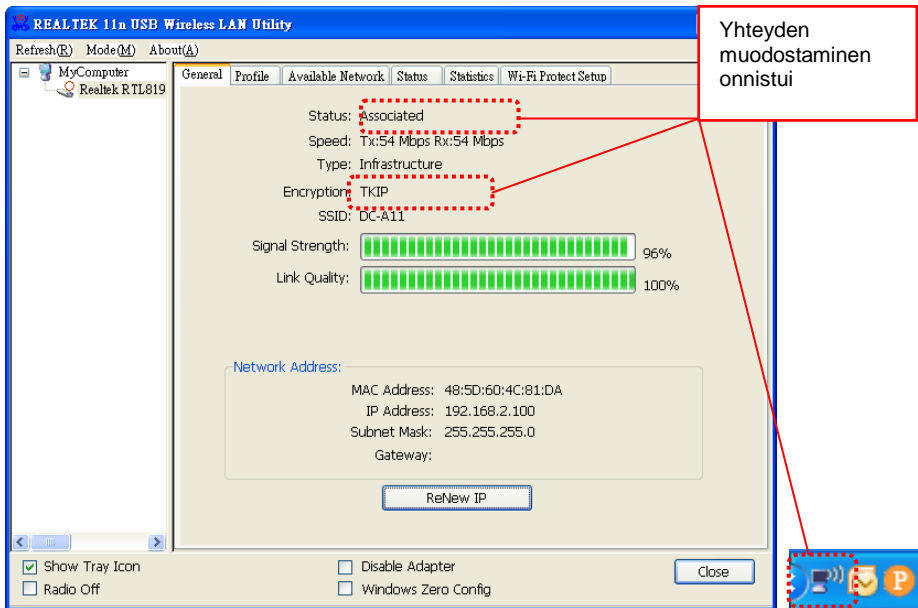 REALTEK 11n USB Wireless LAN Utility
Refresh(R) Mode(M) About(A)
MyComputer
Realtek RTL819
General Profile Available Network Status Statistics Wi-Fi Protect Setup
Status: Associated
Speed: Tx:54 Mbps Rx:54 Mbps
Type: Infrastructure
Encryption: TKIP
SSID: DC-A11
Signal Strength: 96%
Link Quality: 100%
Network Address:
MAC Address: 48:5D:60:4C:81:DA
IP Address: 192.168.2.100
Subnet Mask: 255.255.255.0
Gateway:
ReNew IP
Show Tray Icon
Radio Off
Disable Adapter
Windows Zero Config
Close
Yhteyden
muodostaminen
onnistui
P